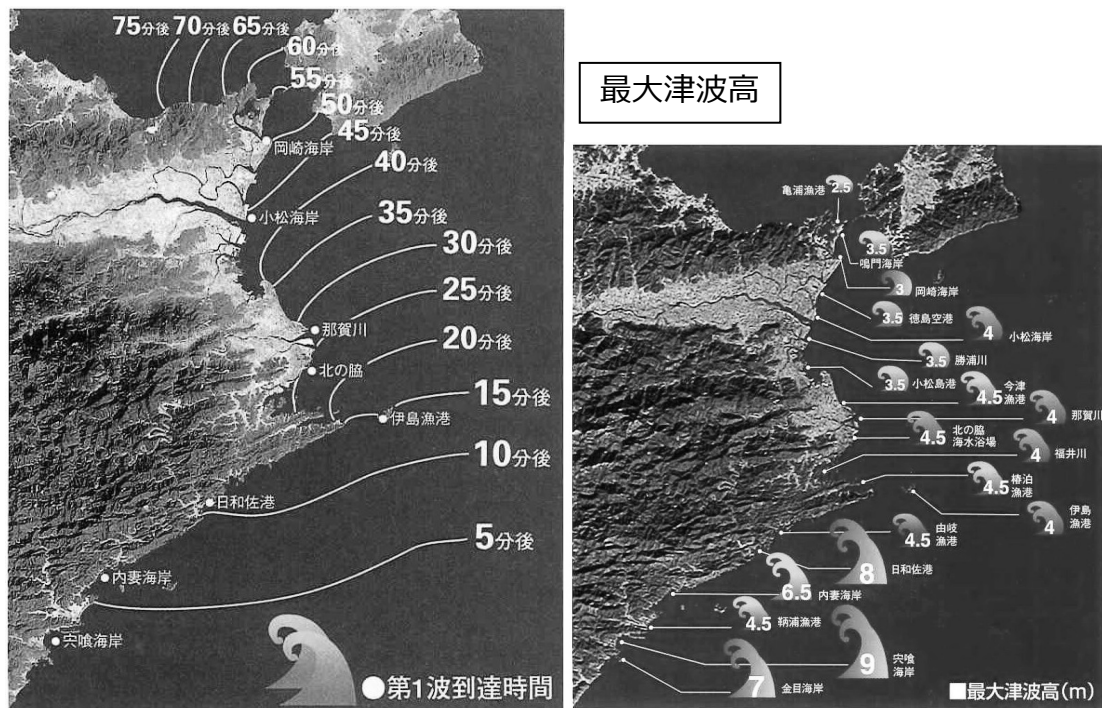 75分後
70分後
65分後
60分後
55分後
50分後
45分後
40分後
35分後
30分後
25分後
20分後
15分後
10分後
5分後
岡崎海岸
小松海岸
那賀川
北の脇
伊島漁港
日和佐港
内妻海岸
宍喰海岸
●第1波到達時間
最大津波高
亀浦漁港
2.5
3.5
鳴門海岸
3
岡崎海岸
徳島空港
3.5
4
小松海岸
3.5
勝浦川
小松島港
3.5
4.5
今津
漁港
4
那賀川
4.5
北の脇
海水浴場
4
福井川
4.5
椿泊
漁港
4
伊島
漁港
4.5
由岐
漁港
8
日和佐港
6.5
内妻海岸
4.5
鞆浦漁港
9
宍喰
海岸
7
金目海岸
■最大津波高(m)